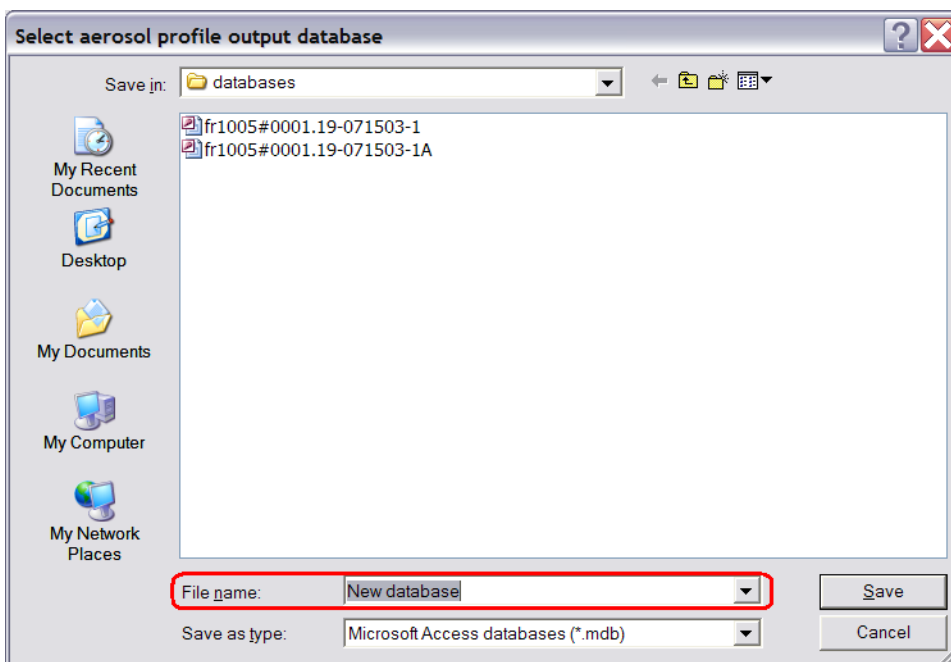 Select aerosol profile output database
Save in:
databases
fr1005#0001.19-071503-1
fr1005#0001.19-071503-1A
My Recent
Documents
Desktop
My Documents
My Computer
My Network
Places
File name:
New database
Save
Save as type:
Microsoft Access databases (*.mdb)
Cancel